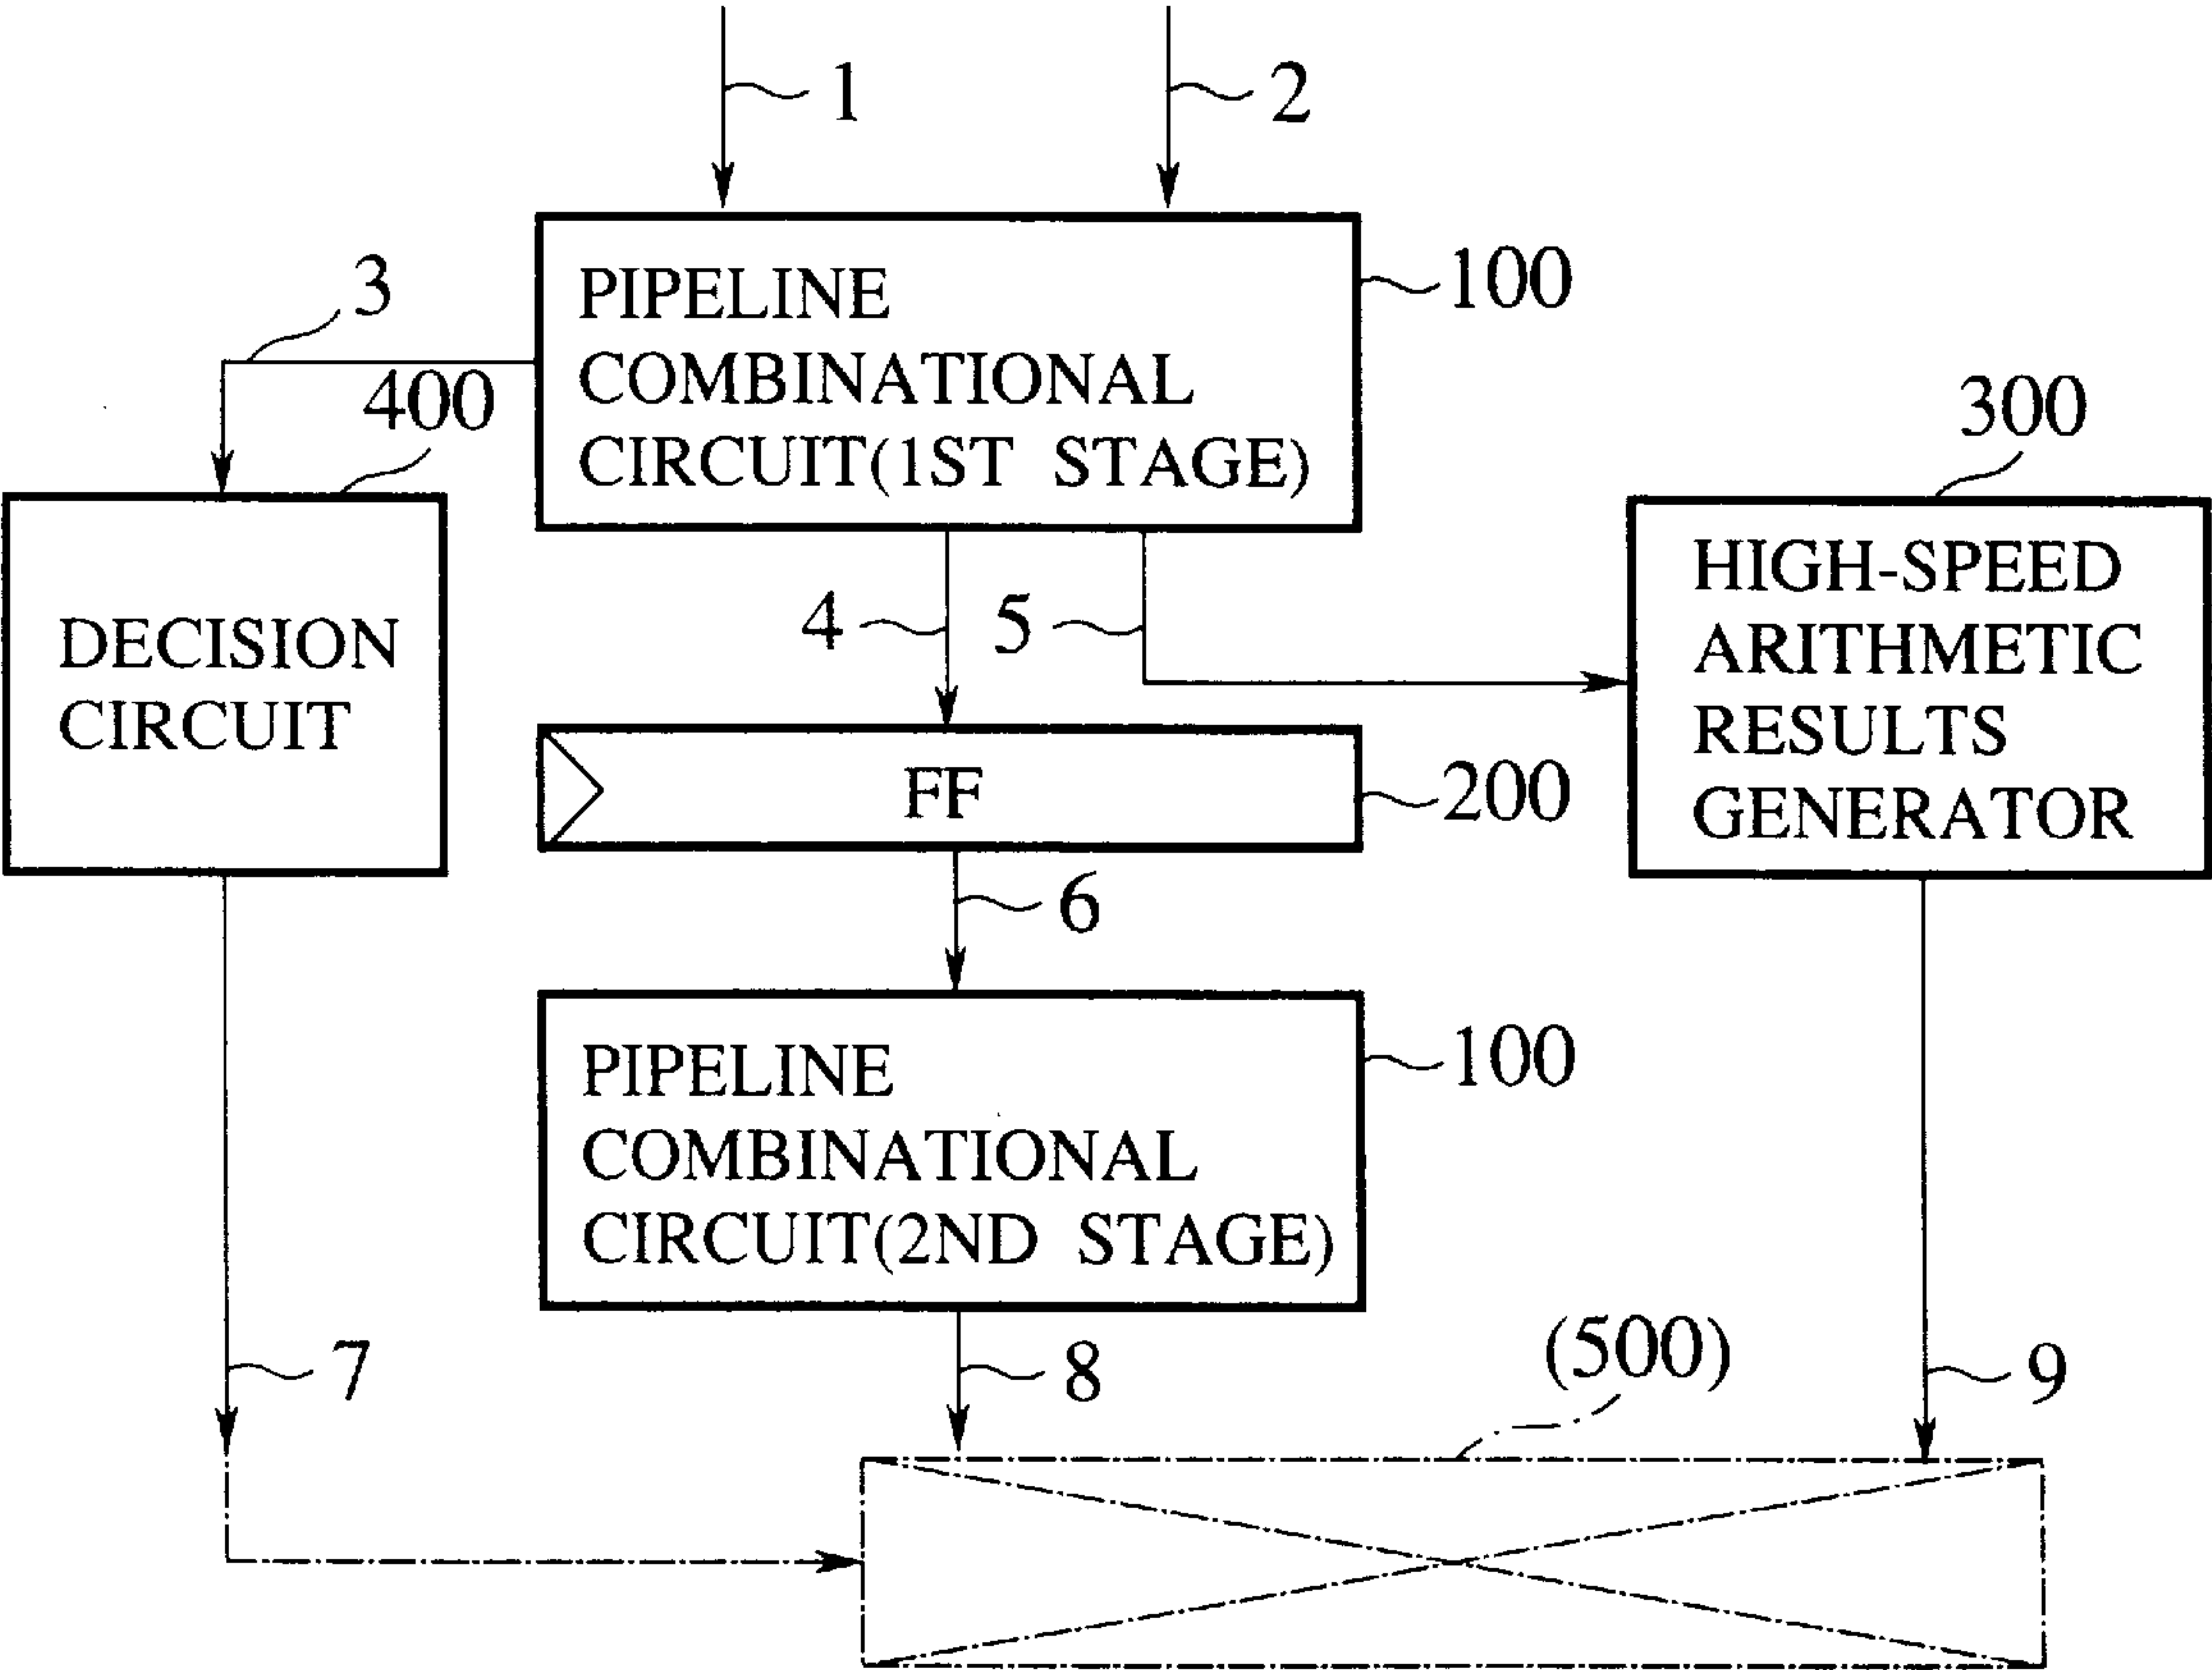 1
2
3
400
PIPELINE
COMBINATIONAL
CIRCUIT(1ST STAGE)
100
300
DECISION
CIRCUIT
4
5
HIGH-SPEED
ARITHMETIC
RESULTS
GENERATOR
FF
200
6
PIPELINE
COMBINATIONAL
CIRCUIT(2ND STAGE)
100
7
8
(500)
9